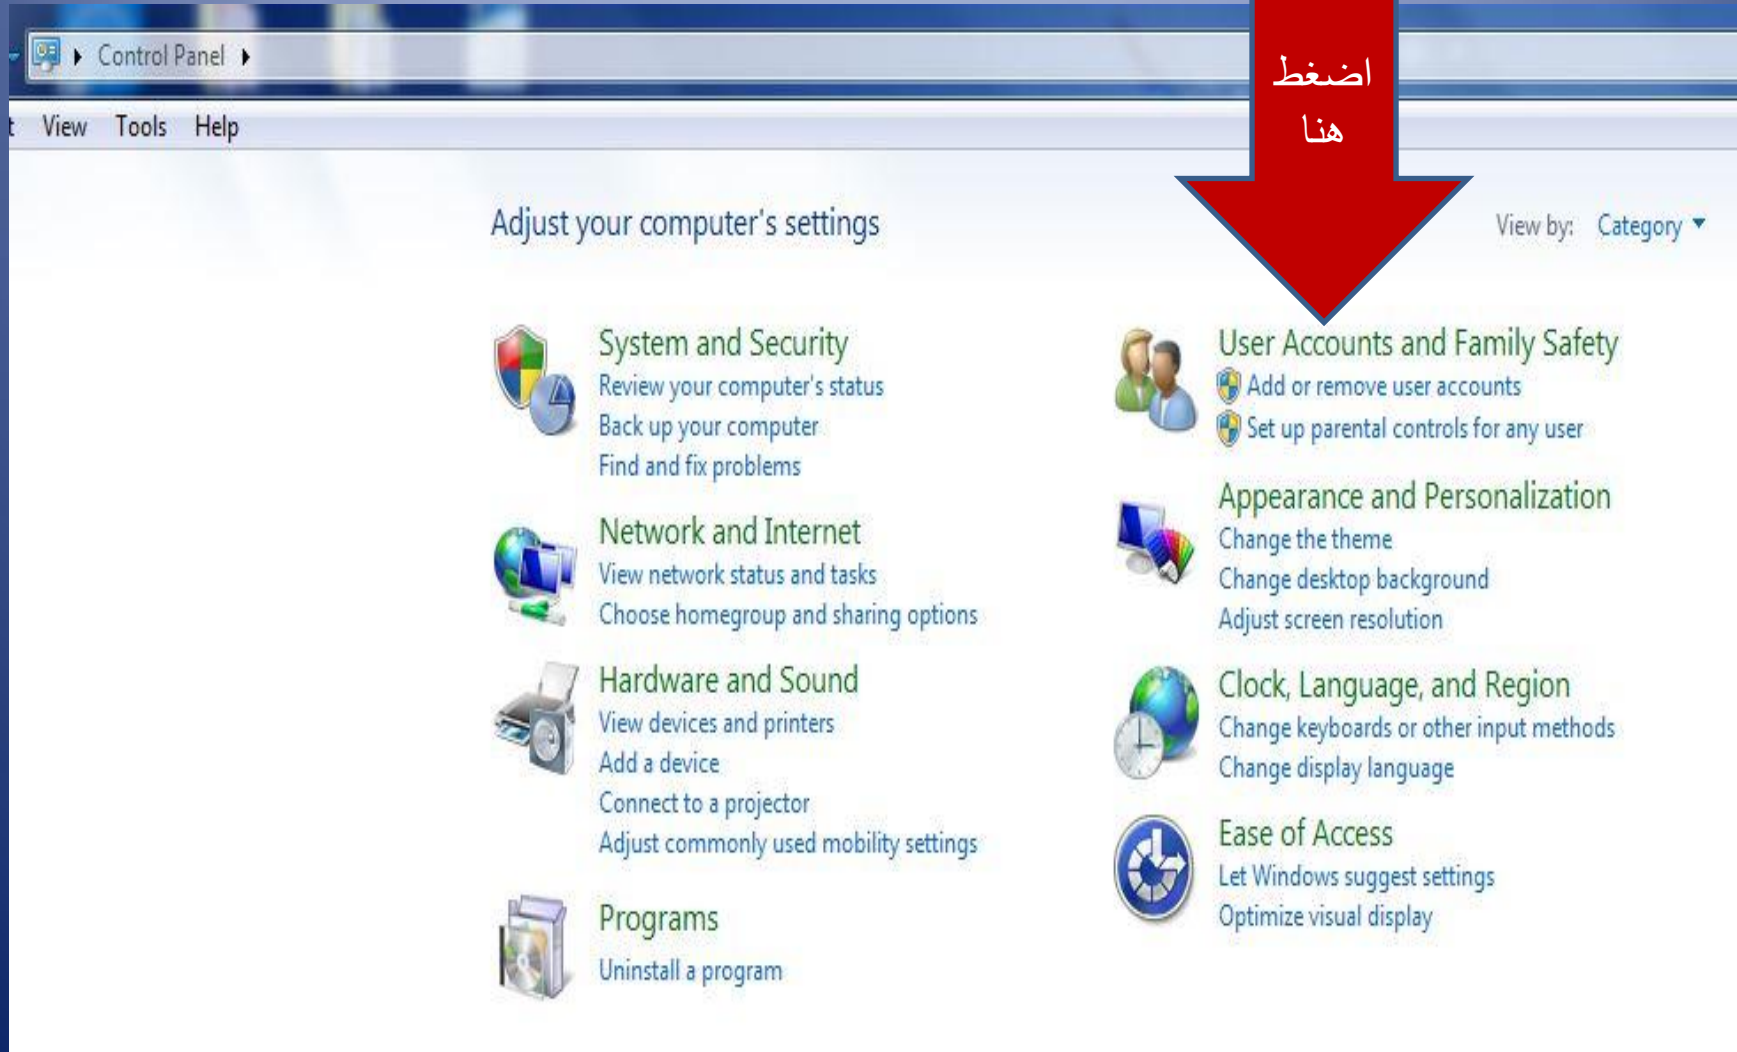 Control Panel
اضغط
هنا
t View Tools Help
Adjust your computer's settings
View by: Category
System and Security
Review your computer's status
Back up your computer
Find and fix problems
Network and Internet
View network status and tasks
Choose homegroup and sharing options
Hardware and Sound
View devices and printers
Add a device
Connect to a projector
Adjust commonly used mobility settings
Programs
Uninstall a program
User Accounts and Family Safety
Add or remove user accounts
Set up parental controls for any user
Appearance and Personalization
Change the theme
Change desktop background
Adjust screen resolution
Clock, Language, and Region
Change keyboards or other input methods
Change display language
Ease of Access
Let Windows suggest settings
Optimize visual display